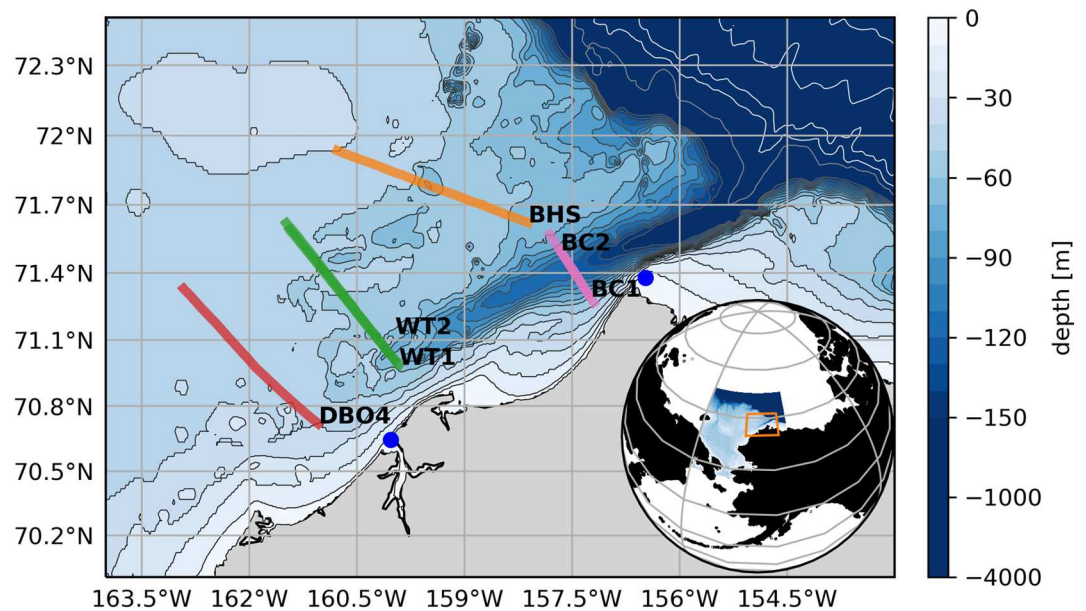 72.3°N
72°N
71.7°N
71.4°N
71.1°N
70.8°N
70.5°N
70.2°N
BHS
BC2
BC1
WT2
WT1
DBO4
163.5°W
162°W
160.5°W
159°W
157.5°W
156°W
154.5°W
0
−30
−60
−90
−120
−150
−1000
−4000
depth [m]